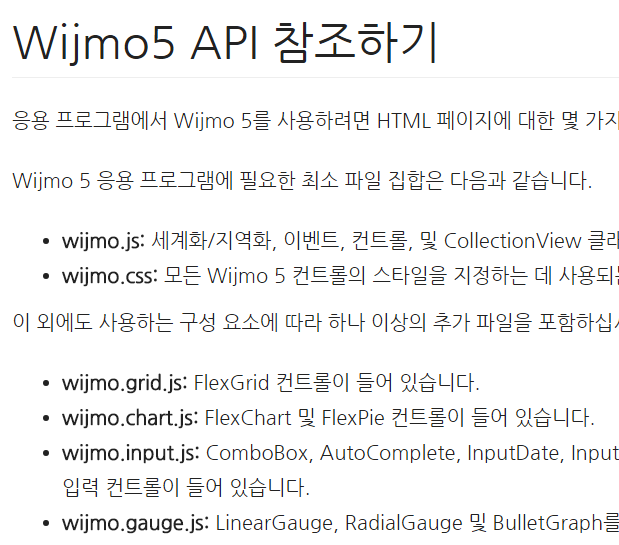 Wijmo5 API 참조하기
응용 프로그램에서 Wijmo 5를 사용하려면 HTML 페이지에 대한 몇 가지
Wijmo 5 응용 프로그램에 필요한 최소 파일 집합은 다음과 같습니다.
• wijmo.js: 세계화/지역화, 이벤트, 컨트롤, 및 CollectionView 클래
• wijmo.css: 모든 Wijmo 5 컨트롤의 스타일을 지정하는 데 사용되
이 외에도 사용하는 구성 요소에 따라 하나 이상의 추가 파일을 포함하십시
• wijmo.grid.js: FlexGrid 컨트롤이 들어 있습니다.
• wijmo.chart.js: FlexChart 및 FlexPie 컨트롤이 들어 있습니다.
• wijmo.input.js: ComboBox, AutoComplete, InputDate, Input
입력 컨트롤이 들어 있습니다.
• wijmo.gauge.js: LinearGauge, RadialGauge 및 BulletGraph를